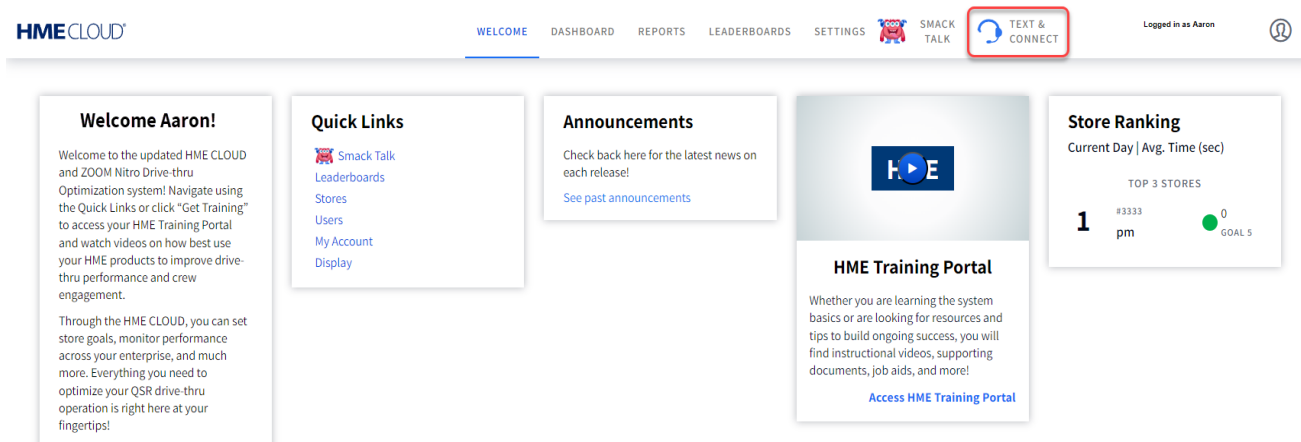 HME CLOUD®
WELCOME
DASHBOARD
REPORTS
LEADERBOARDS
SETTINGS
SMACK
TALK
TEXT &
CONNECT
Logged in as Aaron
Welcome Aaron!
Welcome to the updated HME CLOUD
and ZOOM Nitro Drive-thru
Optimization system! Navigate using
the Quick Links or click “Get Training”
to access your HME Training Portal
and watch videos on how best use
your HME products to improve drive-
thru performance and crew
engagement.
Through the HME CLOUD, you can set
store goals, monitor performance
across your enterprise, and much
more. Everything you need to
optimize your QSR drive-thru
operation is right here at your
fingertips!
Quick Links
Smack Talk
Leaderboards
Stores
Users
My Account
Display
Announcements
Check back here for the latest news on
each release!
See past announcements
HME
HME Training Portal
Whether you are learning the system
basics or are looking for resources and
tips to build ongoing success, you will
find instructional videos, supporting
documents, job aids, and more!
Access HME Training Portal
Store Ranking
Current Day | Avg. Time (sec)
TOP 3 STORES
1
#3333
pm
0
GOAL 5